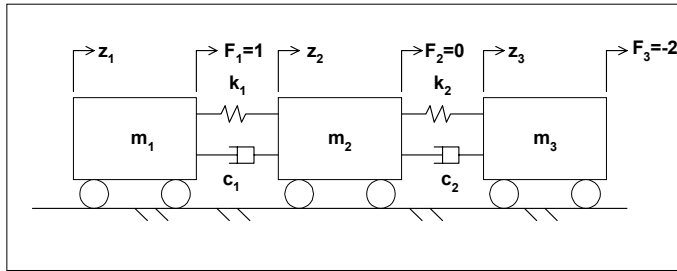 z₁ F₁=1 z₂ F₂=0 z₃ F₃=-2
k₁ k₂
m₁ m₂ m₃
c₁ c₂